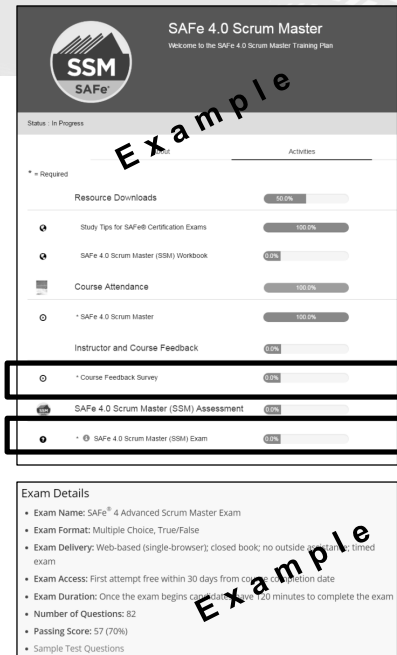 SAFe 4.0 Scrum Master
Welcome to the SAFe 4.0 Scrum Master Training Plan
SSM
SAFe®
Status : In Progress
Example
About
Activities
* = Required
Resource Downloads
50.0%
Study Tips for SAFe® Certification Exams
100.0%
SAFe 4.0 Scrum Master (SSM) Workbook
0.0%
Course Attendance
100.0%
* SAFe 4.0 Scrum Master
100.0%
Instructor and Course Feedback
0.0%
* Course Feedback Survey
0.0%
SSM
SAFe 4.0 Scrum Master (SSM) Assessment
0.0%
* SAFe 4.0 Scrum Master (SSM) Exam
0.0%
Exam Details
• Exam Name: SAFe® 4 Advanced Scrum Master Exam
• Exam Format: Multiple Choice, True/False
• Exam Delivery: Web-based (single-browser); closed book; no outside assistance; timed
exam
• Exam Access: First attempt free within 30 days from course completion date
• Exam Duration: Once the exam begins candidates have 120 minutes to complete the exam
• Number of Questions: 82
• Passing Score: 57 (70%)
• Sample Test Questions
Example